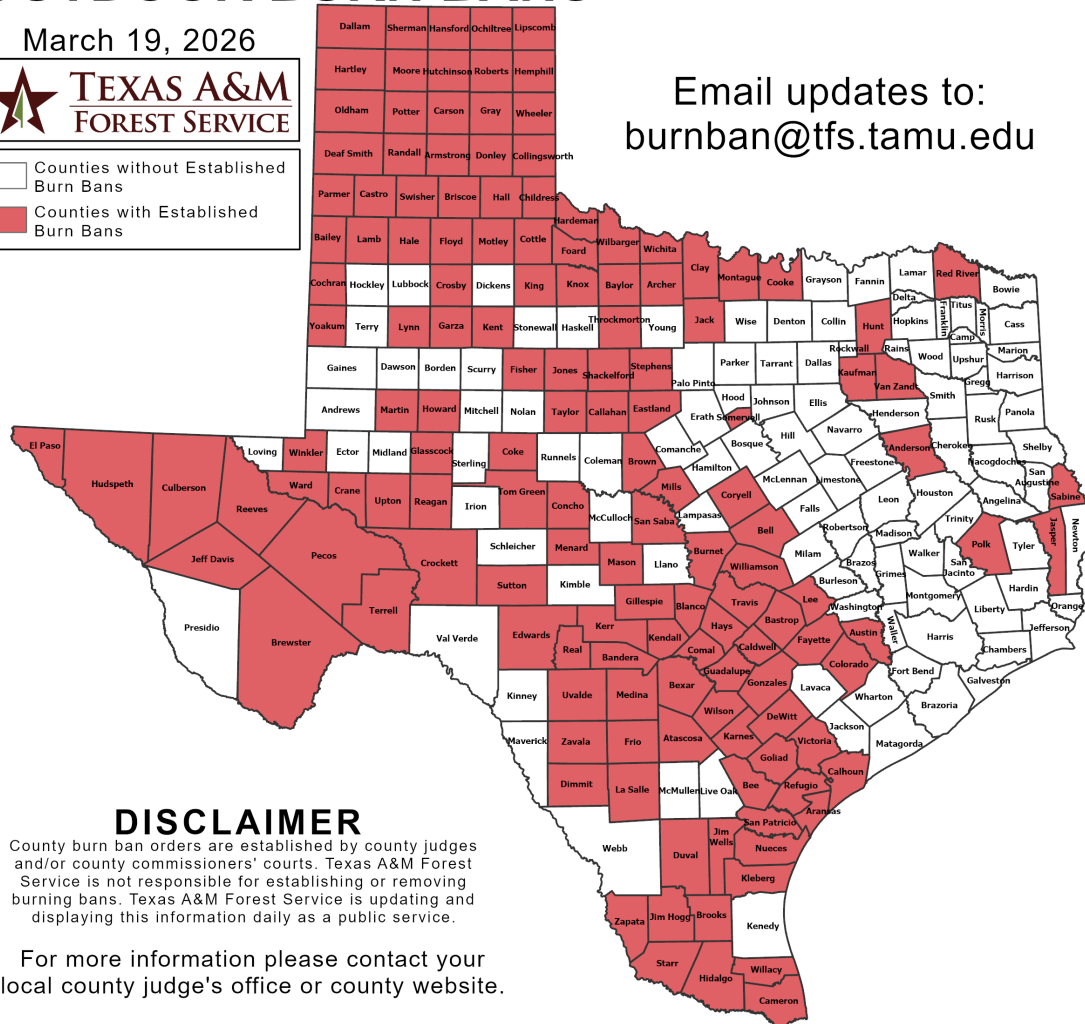 March 19, 2026
TEXAS A&M
FOREST SERVICE
Counties without Established
Burn Bans
Counties with Established
Burn Bans
Email updates to:
burnban@tfs.tamu.edu
Dallam Sherman Hansford Ochiltree Lipscomb
Hartley Moore Hutchinson Roberts Hemphill
Oldham Potter Carson Gray Wheeler
Deaf Smith Randall Armstrong Donley Collingsworth
Parmer Castro Swisher Briscoe Hall Childress
Hardeman
Bailey Lamb Hale Floyd Motley Cottle Foard Wilbarger Wichita
Clay Montague Cooke Grayson Fannin Lamar Red River Bowie
Cochran Hockley Lubbock Crosby Dickens King Knox Baylor Archer
Delta Franklin Titus Morris Cass
Yoakum Terry Lynn Garza Kent Stonewall Haskell Throckmorton Young Jack Wise Denton Collin Hunt Hopkins Camp
Rockwall Rains Wood Upshur Marion
Gaines Dawson Borden Scurry Fisher Jones Shackelford Stephens Palo Pinto Parker Tarrant Dallas Kaufman Van Zandt Gregg Harrison
Andrews Martin Howard Mitchell Nolan Taylor Callahan Eastland Erath Hood Somervell Johnson Ellis Henderson Smith Rusk Panola
El Paso Loving Winkler Ector Midland Glasscock Sterling Coke Runnels Coleman Brown Comanche Bosque Hill Navarro Anderson Cherokee Shelby
Hamilton Freestone Nacogdoches San
Augustine Sabine
Hudspeth Culberson Reeves Ward Crane Upton Reagan Irion Tom Green Concho McCulloch San Saba Mills Lampasas Coryell McLennan Limestone Leon Houston Angelina
Bell Falls Robertson Madison Trinity Polk Tyler Jasper Newton
Jeff Davis Pecos Crockett Schleicher Menard Mason Llano Burnet Williamson Milam Brazos Grimes Walker San
Jacinto Hardin
Terrell Sutton Kimble Gillespie Blanco Travis Lee Burleson Washington Montgomery Liberty Orange
Presidio Brewster Val Verde Edwards Real Kerr Bandera Kendall Hays Comal Caldwell Bastrop Fayette Austin Waller Harris Chambers Jefferson
Kinney Uvalde Medina Bexar Guadalupe Gonzales Lavaca Colorado Wharton Fort Bend Galveston
Brazoria
Maverick Zavala Frio Atascosa Wilson Karnes DeWitt Victoria Jackson Matagorda
Goliad Calhoun
Dimmit La Salle McMullen Live Oak Bee Refugio Aransas
San Patricio
Webb Duval Jim
Wells Nueces
Kleberg
Zapata Jim Hogg Brooks Kenedy
Starr Hidalgo Willacy
Cameron
DISCLAIMER
County burn ban orders are established by county judges
and/or county commissioners' courts. Texas A&M Forest
Service is not responsible for establishing or removing
burning bans. Texas A&M Forest Service is updating and
displaying this information daily as a public service.
For more information please contact your
local county judge's office or county website.